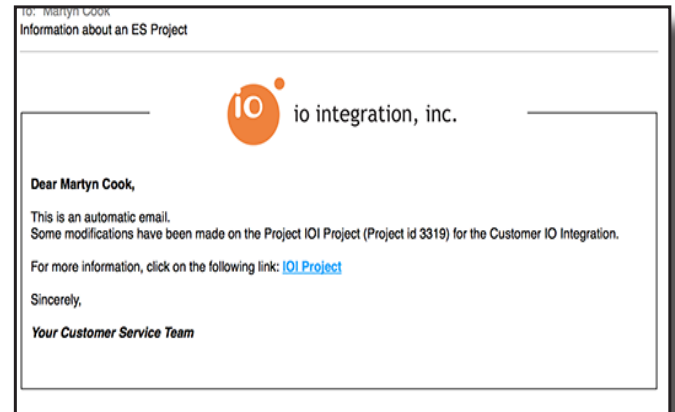 To: Martyn Cook
Information about an ES Project
io io integration, inc.
Dear Martyn Cook,
This is an automatic email.
Some modifications have been made on the Project IOI Project (Project id 3319) for the Customer IO Integration.
For more information, click on the following link: IOI Project
Sincerely,
Your Customer Service Team